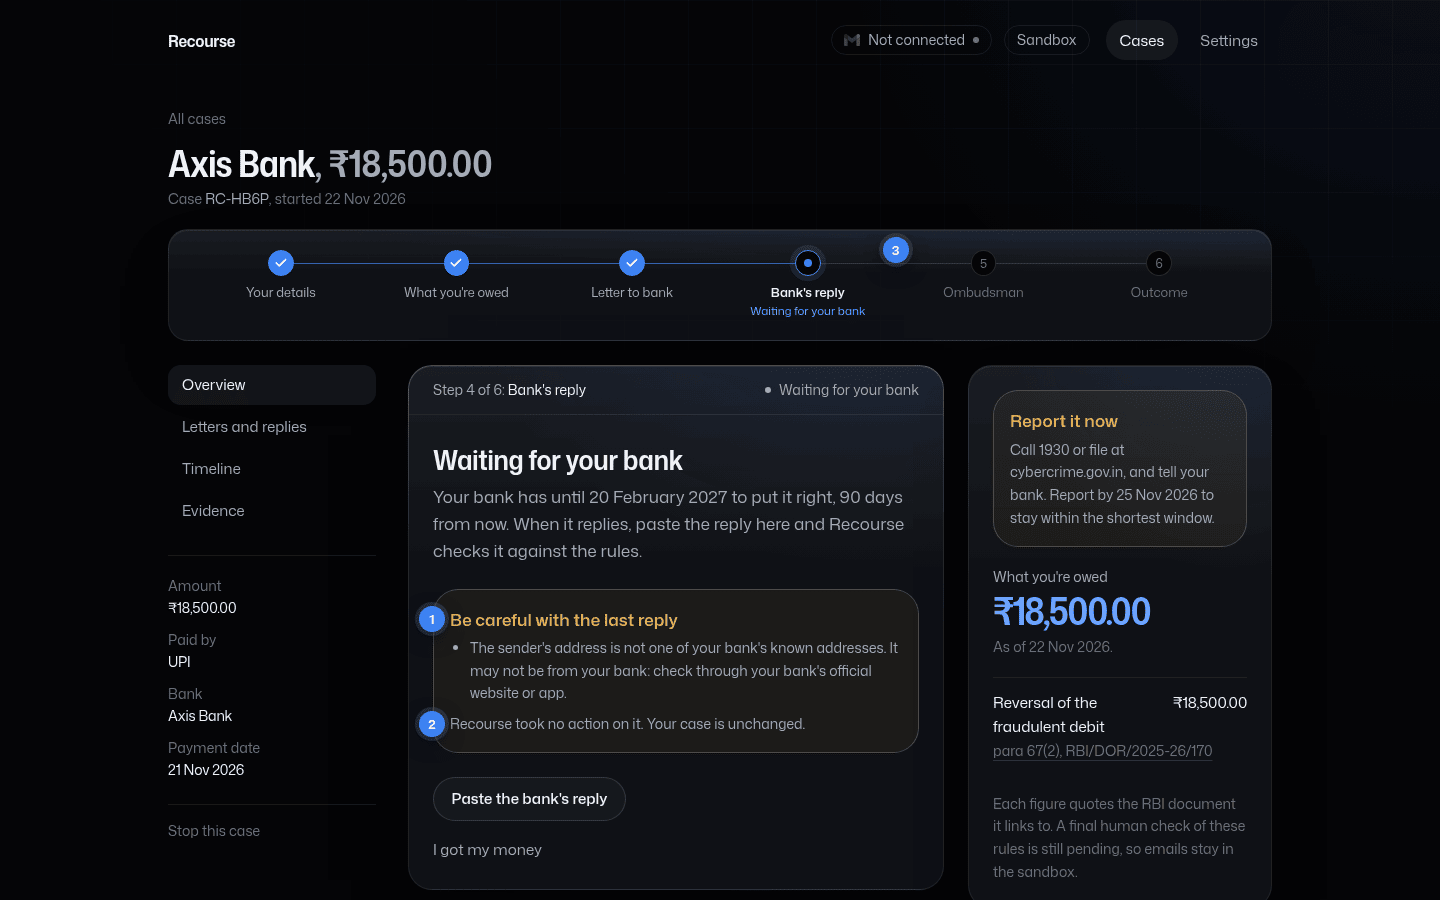 Recourse
Not connected
Sandbox
Cases
Settings
All cases
Axis Bank, ₹18,500.00
Case RC-HB6P, started 22 Nov 2026
3
5
6
Your details
What you're owed
Letter to bank
Bank's reply
Ombudsman
Outcome
Waiting for your bank
Overview
Letters and replies
Timeline
Evidence
Amount
₹18,500.00
Paid by
UPI
Bank
Axis Bank
Payment date
21 Nov 2026
Stop this case
Step 4 of 6: Bank's reply
Waiting for your bank
Waiting for your bank
Your bank has until 20 February 2027 to put it right, 90 days
from now. When it replies, paste the reply here and Recourse
checks it against the rules.
1
Be careful with the last reply
• The sender's address is not one of your bank's known addresses. It
may not be from your bank: check through your bank's official
website or app.
2
Recourse took no action on it. Your case is unchanged.
Paste the bank's reply
I got my money
Report it now
Call 1930 or file at
cybercrime.gov.in, and tell your
bank. Report by 25 Nov 2026 to
stay within the shortest window.
What you're owed
₹18,500.00
As of 22 Nov 2026.
Reversal of the ₹18,500.00
fraudulent debit
para 67(2), RBI/DOR/2025-26/170
Each figure quotes the RBI document
it links to. A final human check of these
rules is still pending, so emails stay in
the sandbox.